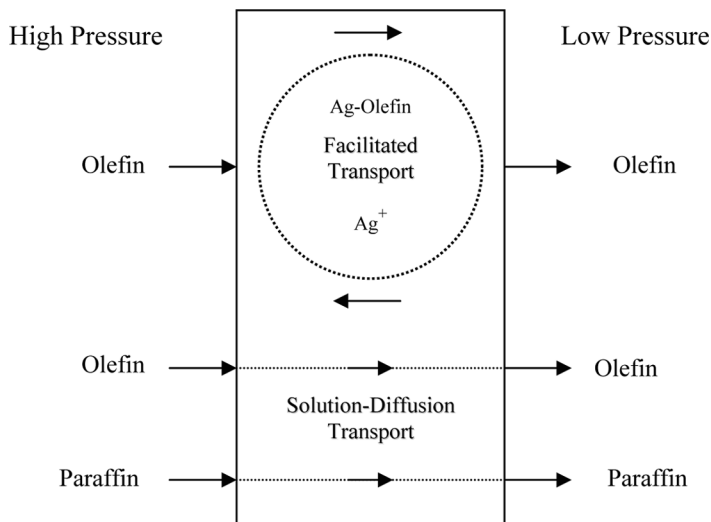 High Pressure
Low Pressure
Ag-Olefin
Facilitated
Transport
Olefin
Olefin
Ag+
Olefin
Olefin
Solution-Diffusion
Transport
Paraffin
Paraffin